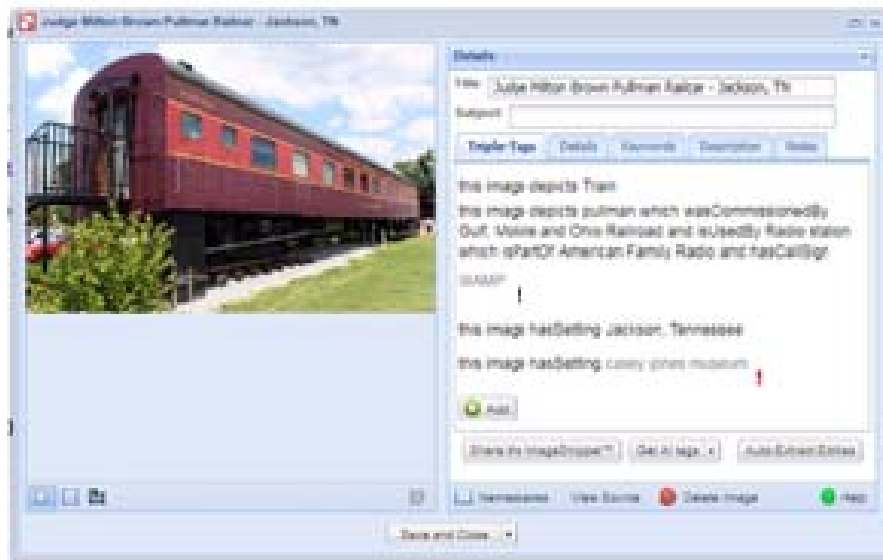 Judge Milton Brown Pullman Railcar - Jackson, TN
Details
Title: Judge Milton Brown Pullman Railcar - Jackson, TN
Subject:
Triple Tags Details Keywords Description Notes
this image depicts Train
this image depicts pullman which wasCommissionedBy
Gulf, Mobile and Ohio Railroad and isUsedBy Radio station
which isPartOf American Family Radio and hasCallSign
!
this image hasSetting Jackson, Tennessee
this image hasSetting casey jones museum
!
Add
Share As ImageSnippet™ Get AI tags Auto-Extract Entities
Namespaces View Source Delete Image Help
Save and Close